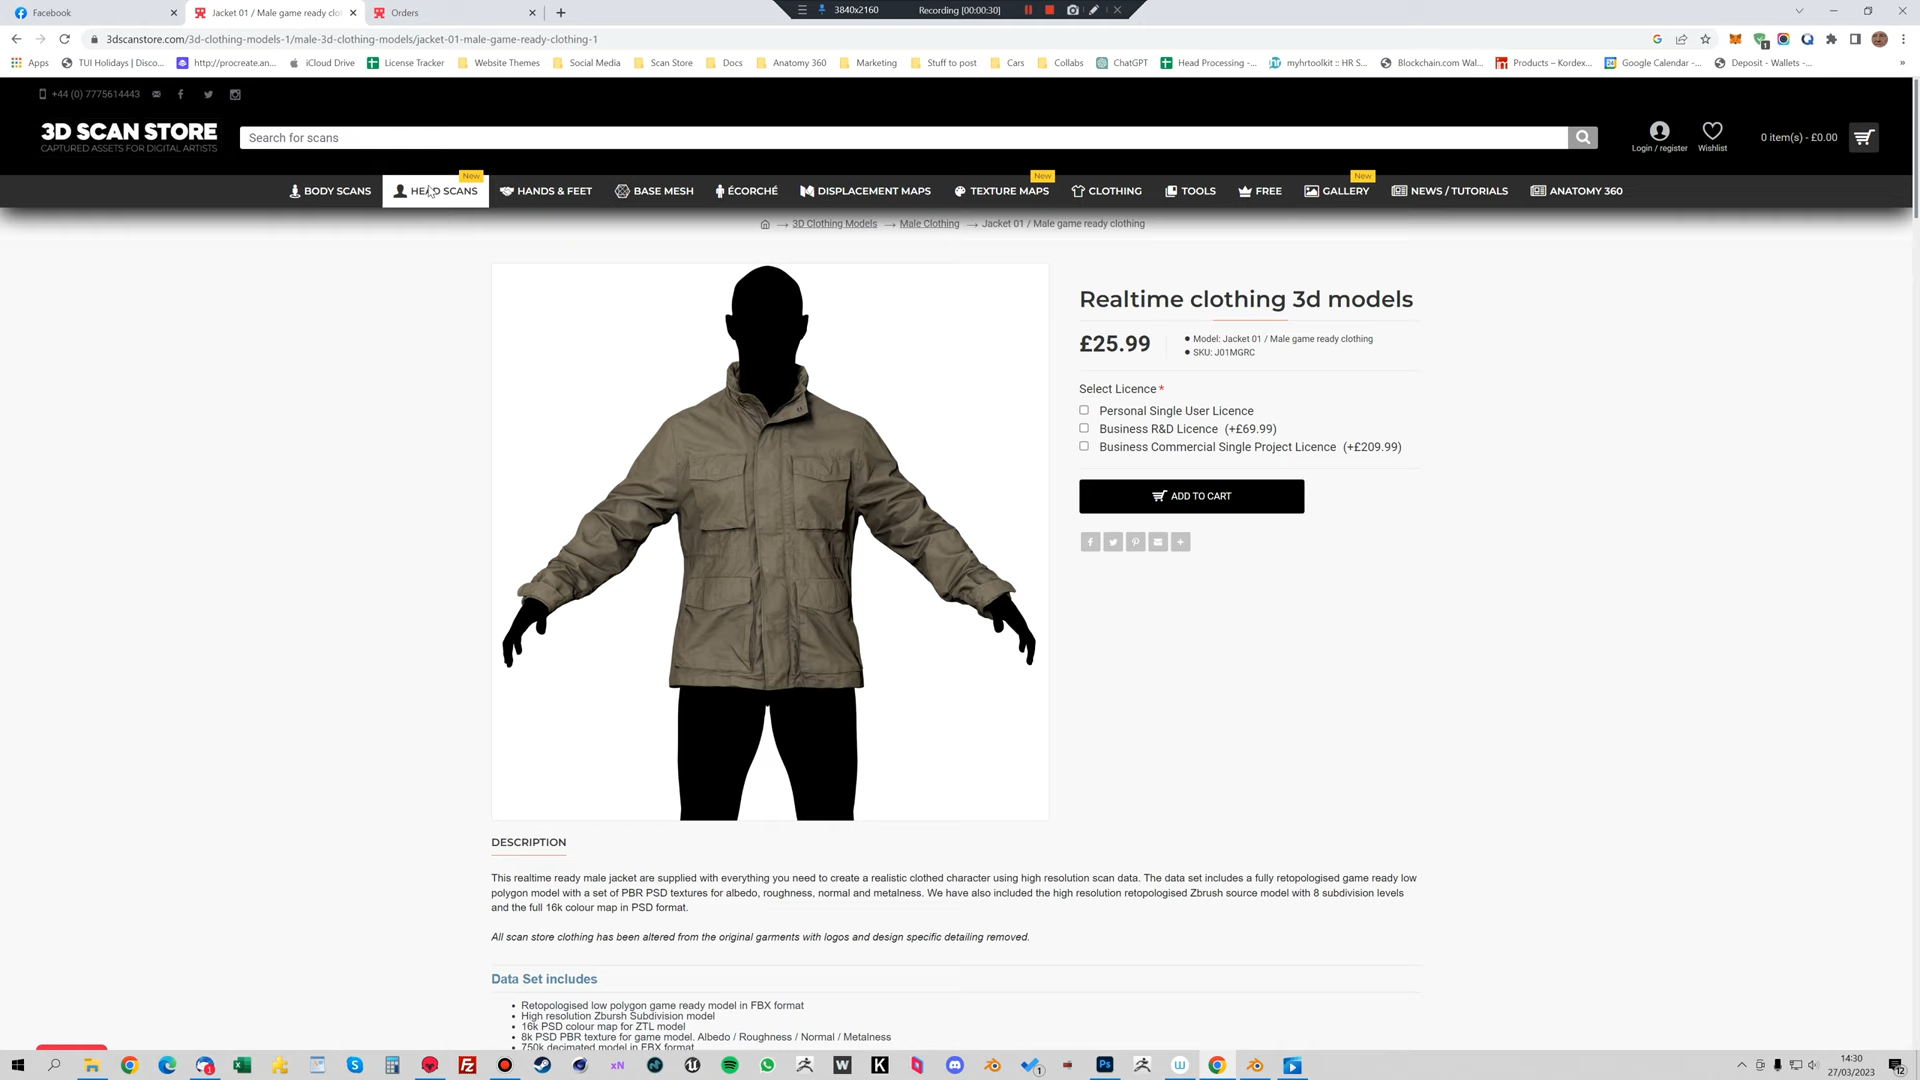 Facebook
Jacket 01 / Male game ready clot
Orders
3840x2160
Recording [00:00:30]
3dscanstore.com/3d-clothing-models-1/male-3d-clothing-models/jacket-01-male-game-ready-clothing-1
Apps
TUI Holidays | Disco...
http://procreate.an...
iCloud Drive
License Tracker
Website Themes
Social Media
Scan Store
Docs
Anatomy 360
Marketing
Stuff to post
Cars
Collabs
ChatGPT
Head Processing -...
myhrtoolkit :: HR S...
Blockchain.com Wal...
Products – Kordex...
Google Calendar -...
Deposit - Wallets -...
»
+44 (0) 7775614443
3D SCAN STORE
CAPTURED ASSETS FOR DIGITAL ARTISTS
Search for scans
Login / register
Wishlist
0 item(s) - £0.00
New
New
New
BODY SCANS
HEAD SCANS
HANDS & FEET
BASE MESH
ÉCORCHÉ
DISPLACEMENT MAPS
TEXTURE MAPS
CLOTHING
TOOLS
FREE
GALLERY
NEWS / TUTORIALS
ANATOMY 360
3D Clothing Models → Male Clothing → Jacket 01 / Male game ready clothing
Realtime clothing 3d models
£25.99
Model: Jacket 01 / Male game ready clothing
SKU: J01MGRC
Select Licence *
Personal Single User Licence
Business R&D Licence (+£69.99)
Business Commercial Single Project Licence (+£209.99)
ADD TO CART
DESCRIPTION
This realtime ready male jacket are supplied with everything you need to create a realistic clothed character using high resolution scan data. The data set includes a fully retopologised game ready low
polygon model with a set of PBR PSD textures for albedo, roughness, normal and metalness. We have also included the high resolution retopologised Zbrush source model with 8 subdivision levels
and the full 16k colour map in PSD format.
All scan store clothing has been altered from the original garments with logos and design specific detailing removed.
Data Set includes
• Retopologised low polygon game ready model in FBX format
• High resolution Zbursh Subdivision model
• 16k PSD colour map for ZTL model
• 8k PSD PBR texture for game model. Albedo / Roughness / Normal / Metalness
• 750k decimated model in FBX format
14:30
27/03/2023